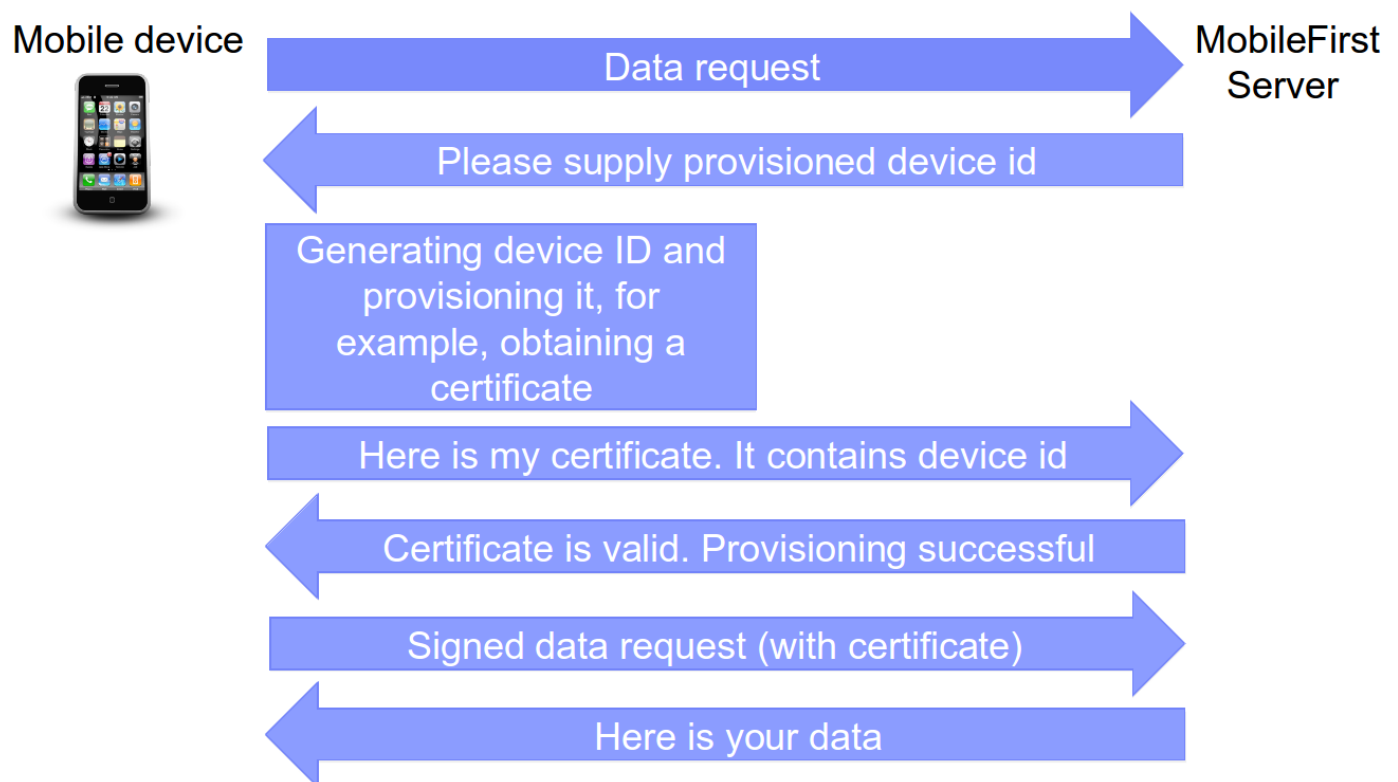 Mobile device
Data request
MobileFirst
Server
Please supply provisioned device id
Generating device ID and
provisioning it, for
example, obtaining a
certificate
Here is my certificate. It contains device id
Certificate is valid. Provisioning successful
Signed data request (with certificate)
Here is your data